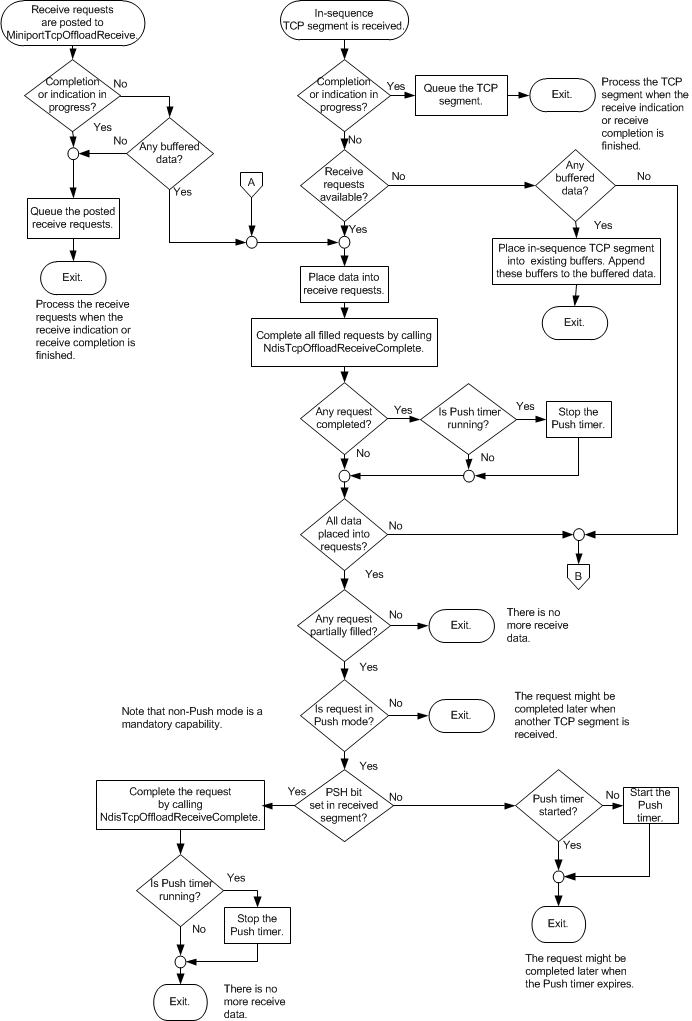 Receive requests
are posted to
MiniportTcpOffloadReceive.
In-sequence
TCP segment is received.
Completion
or indication in
progress?
No
Yes
Completion
or indication in
progress?
Yes
Queue the TCP
segment.
Exit.
Process the TCP
segment when the
receive indication
or receive
completion is
finished.
No
Any buffered
data?
No
Yes
A
Receive
requests
available?
No
Yes
Any
buffered
data?
No
Yes
Queue the posted
receive requests.
Exit.
Process the receive
requests when the
receive indication or
receive completion is
finished.
Place in-sequence TCP segment
into existing buffers. Append
these buffers to the buffered data.
Exit.
Place data into
receive requests.
Complete all filled requests by calling
NdisTcpOffloadReceiveComplete.
Any request
completed?
Yes
No
Is Push timer
running?
Yes
No
Stop the
Push timer.
All data
placed into
requests?
No
Yes
B
Any request
partially filled?
No
Yes
Exit.
There is no
more receive
data.
Note that non-Push mode is a
mandatory capability.
Is request in
Push mode?
No
Yes
Exit.
The request might be
completed later when
another TCP segment is
received.
Complete the request
by calling
NdisTcpOffloadReceiveComplete.
Yes
PSH bit
set in received
segment?
No
Push timer
started?
No
Yes
Start the
Push
timer.
Is Push timer
running?
Yes
No
Stop the
Push timer.
Exit.
The request might be
completed later when
the Push timer expires.
Exit.
There is no
more receive
data.